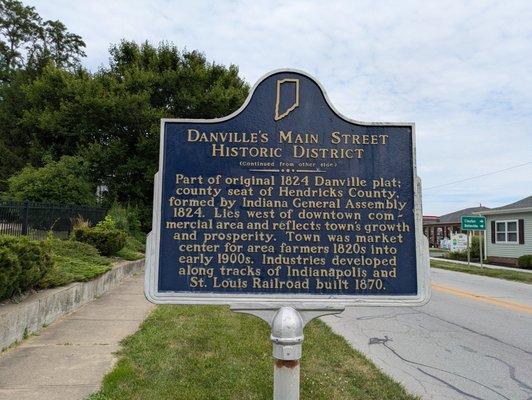 DANVILLE'S MAIN STREET
HISTORIC DISTRICT
(Continued from other side)
Part of original 1824 Danville plat;
county seat of Hendricks County,
formed by Indiana General Assembly
1824. Lies west of downtown com-
mercial area and reflects town's growth
and prosperity. Town was market
center for area farmers 1820s into
early 1900s. Industries developed
along tracks of Indianapolis and
St. Louis Railroad built 1870.